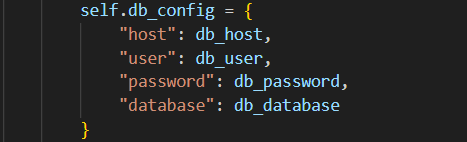 self.db_config = {
"host": db_host,
"user": db_user,
"password": db_password,
"database": db_database
}